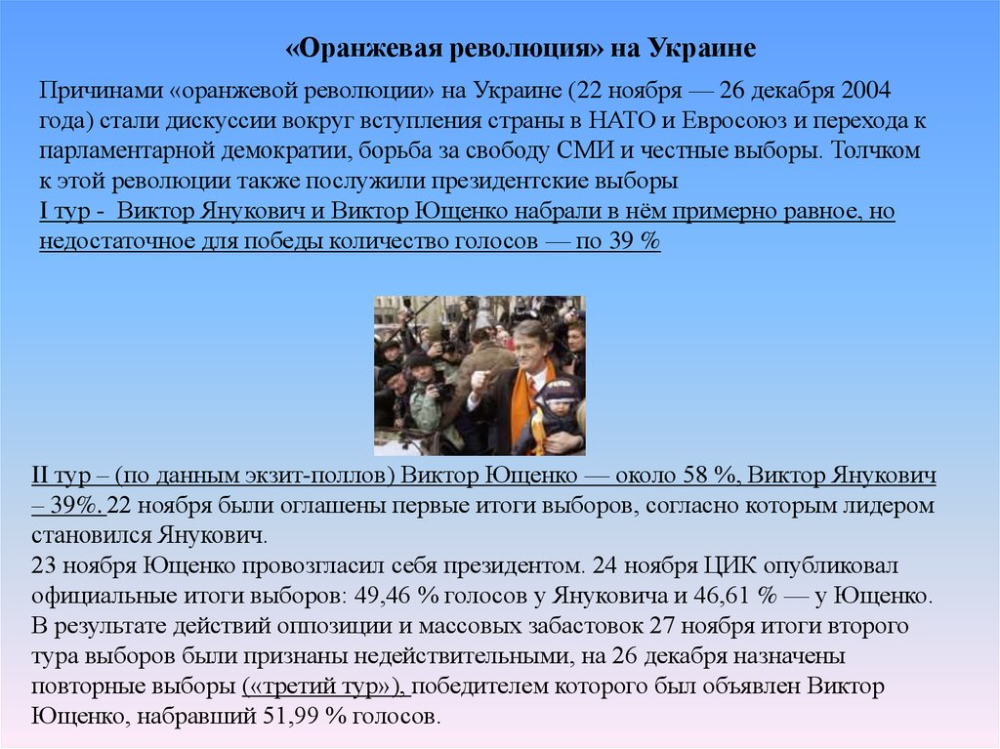 «Оранжевая революция» на Украине
Причинами «оранжевой революции» на Украине (22 ноября — 26 декабря 2004
года) стали дискуссии вокруг вступления страны в НАТО и Евросоюз и перехода к
парламентарной демократии, борьба за свободу СМИ и честные выборы. Толчком
к этой революции также послужили президентские выборы
I тур - Виктор Янукович и Виктор Ющенко набрали в нём примерно равное, но
недостаточное для победы количество голосов — по 39 %
II тур – (по данным экзит-поллов) Виктор Ющенко — около 58 %, Виктор Янукович
– 39%. 22 ноября были оглашены первые итоги выборов, согласно которым лидером
становился Янукович.
23 ноября Ющенко провозгласил себя президентом. 24 ноября ЦИК опубликовал
официальные итоги выборов: 49,46 % голосов у Януковича и 46,61 % — у Ющенко.
В результате действий оппозиции и массовых забастовок 27 ноября итоги второго
тура выборов были признаны недействительными, на 26 декабря назначены
повторные выборы («третий тур»), победителем которого был объявлен Виктор
Ющенко, набравший 51,99 % голосов.